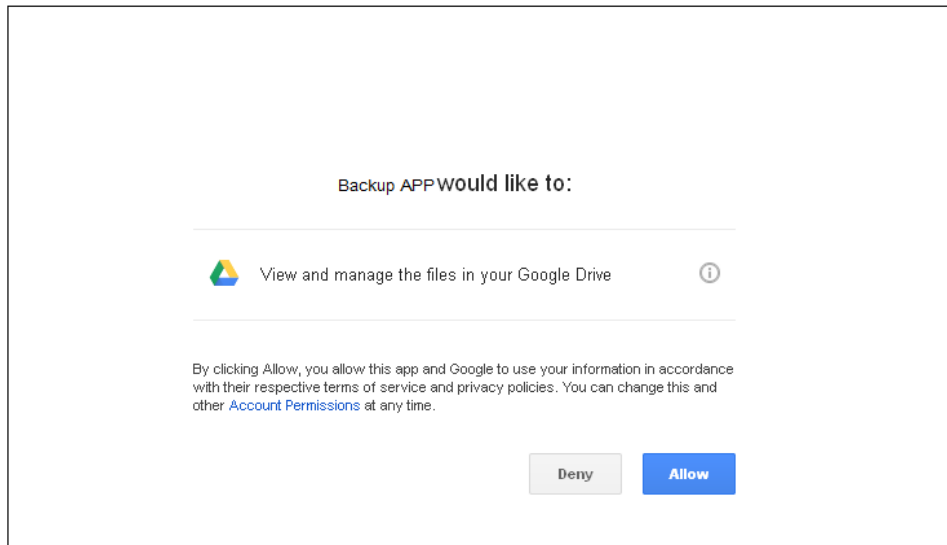 Backup APP would like to:
View and manage the files in your Google Drive
By clicking Allow, you allow this app and Google to use your information in accordance
with their respective terms of service and privacy policies. You can change this and
other Account Permissions at any time.
Deny Allow